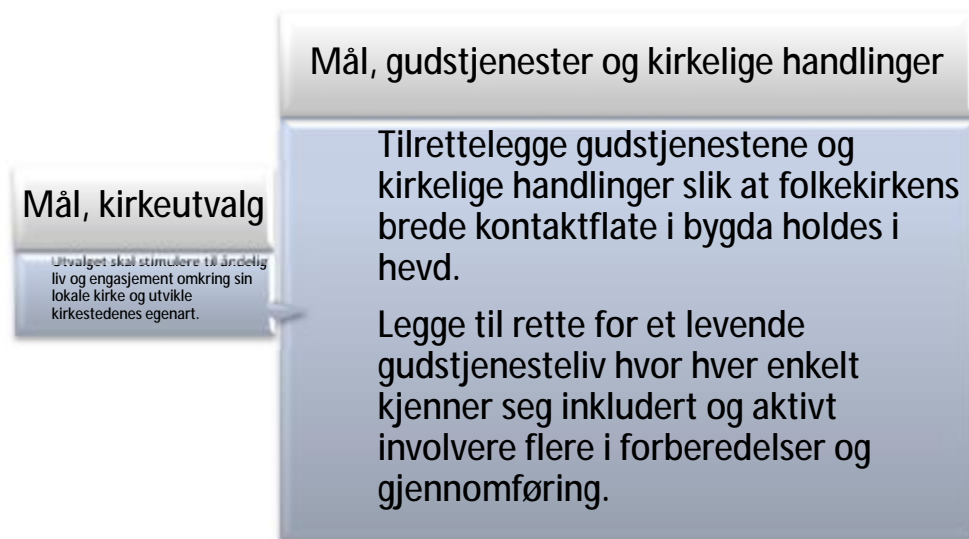 Mål, kirkeutvalg
Utvalget skal stimulere til åndelig
liv og engasjement omkring sin
lokale kirke og utvikle
kirkestedenes egenart.
Mål, gudstjenester og kirkelige handlinger
Tilrettelegge gudstjenestene og
kirkelige handlinger slik at folkekirkens
brede kontaktflate i bygda holdes i
hevd.
Legge til rette for et levende
gudstjenesteliv hvor hver enkelt
kjenner seg inkludert og aktivt
involvere flere i forberedelser og
gjennomføring.